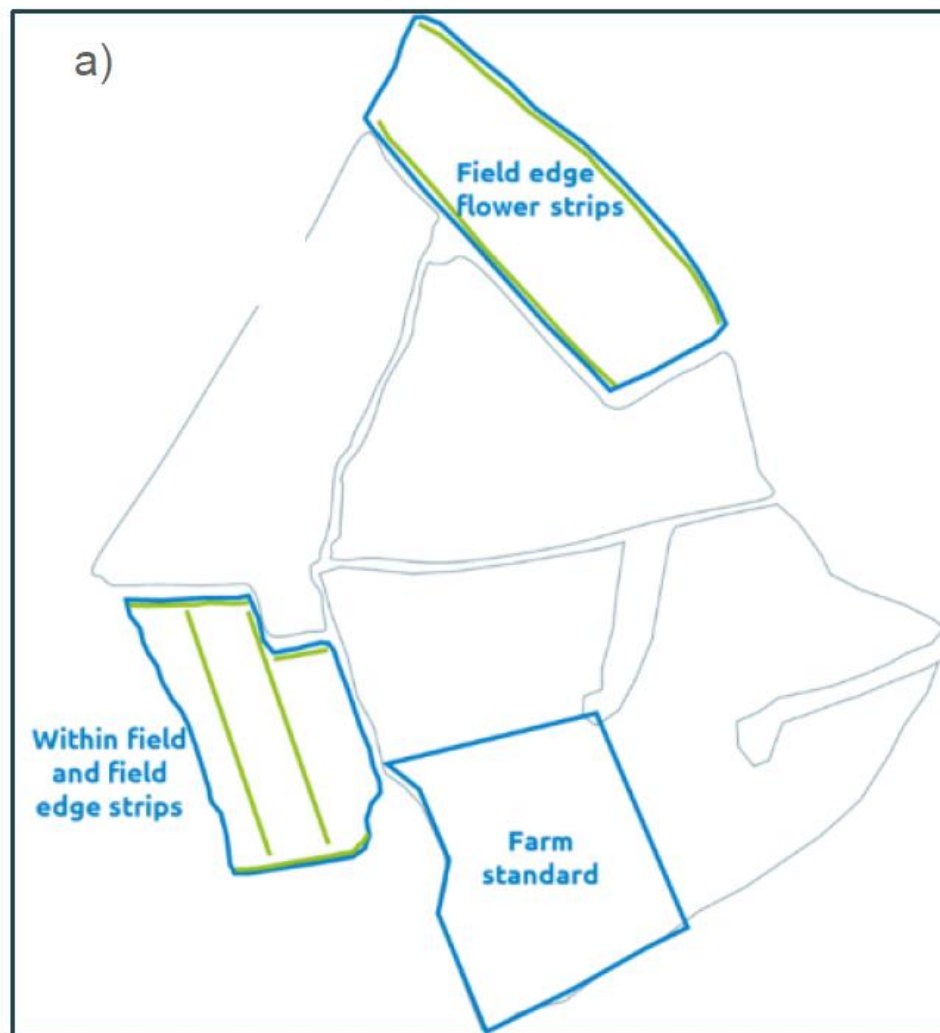 a)
Field edge
flower strips
Within field
and field
edge strips
Farm
standard